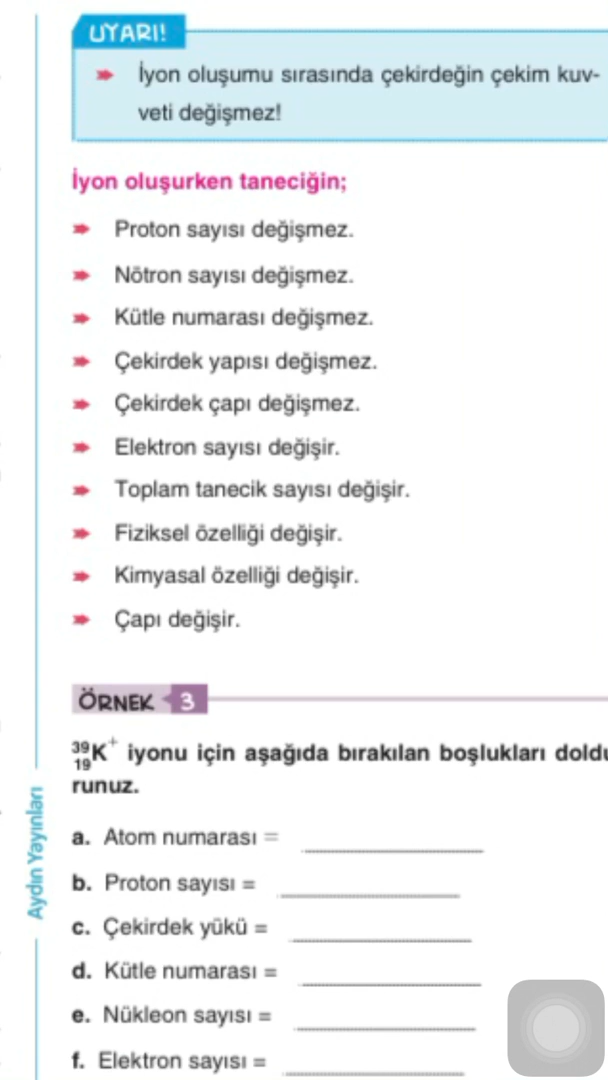 UYARI!
İyon oluşumu sırasında çekirdeğin çekim kuv-
veti değişmez!
İyon oluşurken taneciğin;
Proton sayısı değişmez.
Nötron sayısı değişmez.
Kütle numarası değişmez.
Çekirdek yapısı değişmez.
Çekirdek çapı değişmez.
Elektron sayısı değişir.
Toplam tanecik sayısı değişir.
Fiziksel özelliği değişir.
Kimyasal özelliği değişir.
Çapı değişir.
ÖRNEK 3
³⁹₁₉K⁺ iyonu için aşağıda bırakılan boşlukları doldu
runuz.
a. Atom numarası =
b. Proton sayısı =
c. Çekirdek yükü =
d. Kütle numarası =
e. Nükleon sayısı =
f. Elektron sayısı =
Aydın Yayınları